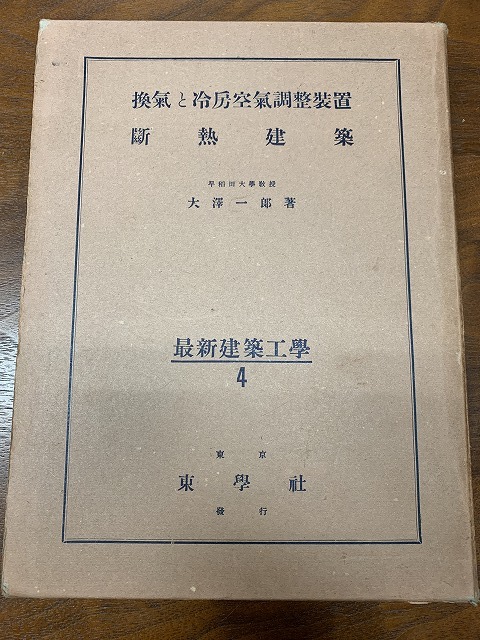 換氣と冷房空氣調整裝置
斷熱建築
早稻田大學敎授
大澤一郎著
最新建築工學
4
東京
東學社
發行